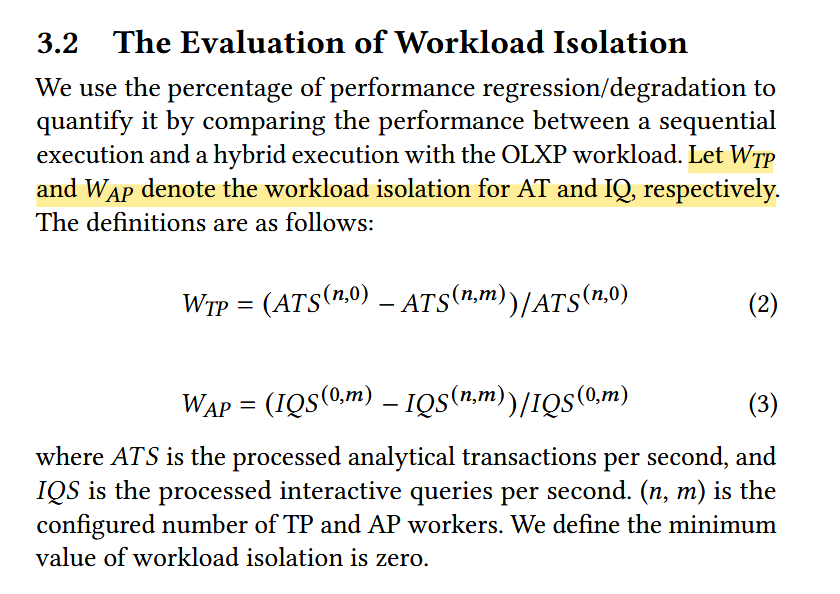 3.2 The Evaluation of Workload Isolation
We use the percentage of performance regression/degradation to
quantify it by comparing the performance between a sequential
execution and a hybrid execution with the OLXP workload. Let W_{TP}
and W_{AP} denote the workload isolation for AT and IQ, respectively.
The definitions are as follows:
W_{TP} = (ATS^{(n,0)} − ATS^{(n,m)})/ATS^{(n,0)} (2)
W_{AP} = (IQS^{(0,m)} − IQS^{(n,m)})/IQS^{(0,m)} (3)
where ATS is the processed analytical transactions per second, and
IQS is the processed interactive queries per second. (n, m) is the
configured number of TP and AP workers. We define the minimum
value of workload isolation is zero.